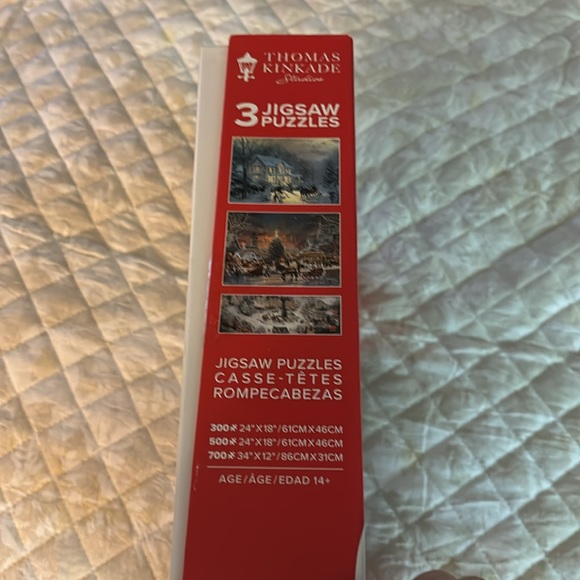 THOMAS
KINKADE
Studios
3 JIGSAW
PUZZLES
JIGSAW PUZZLES
CASSE-TÊTES
ROMPECABEZAS
300 24"X18"/61CMX46CM
500 24"X18"/61CMX46CM
700 34"X12"/86CMX31CM
AGE/ÂGE/EDAD 14+